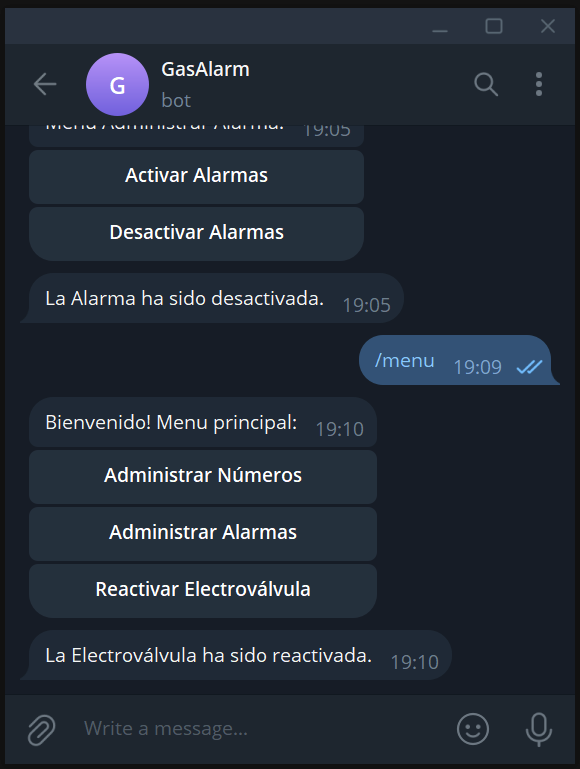 G
GasAlarm
bot
Menu Administrar Alarma: 19:05
Activar Alarmas
Desactivar Alarmas
La Alarma ha sido desactivada. 19:05
/menu 19:09
Bienvenido! Menu principal: 19:10
Administrar Números
Administrar Alarmas
Reactivar Electroválvula
La Electroválvula ha sido reactivada. 19:10
Write a message...